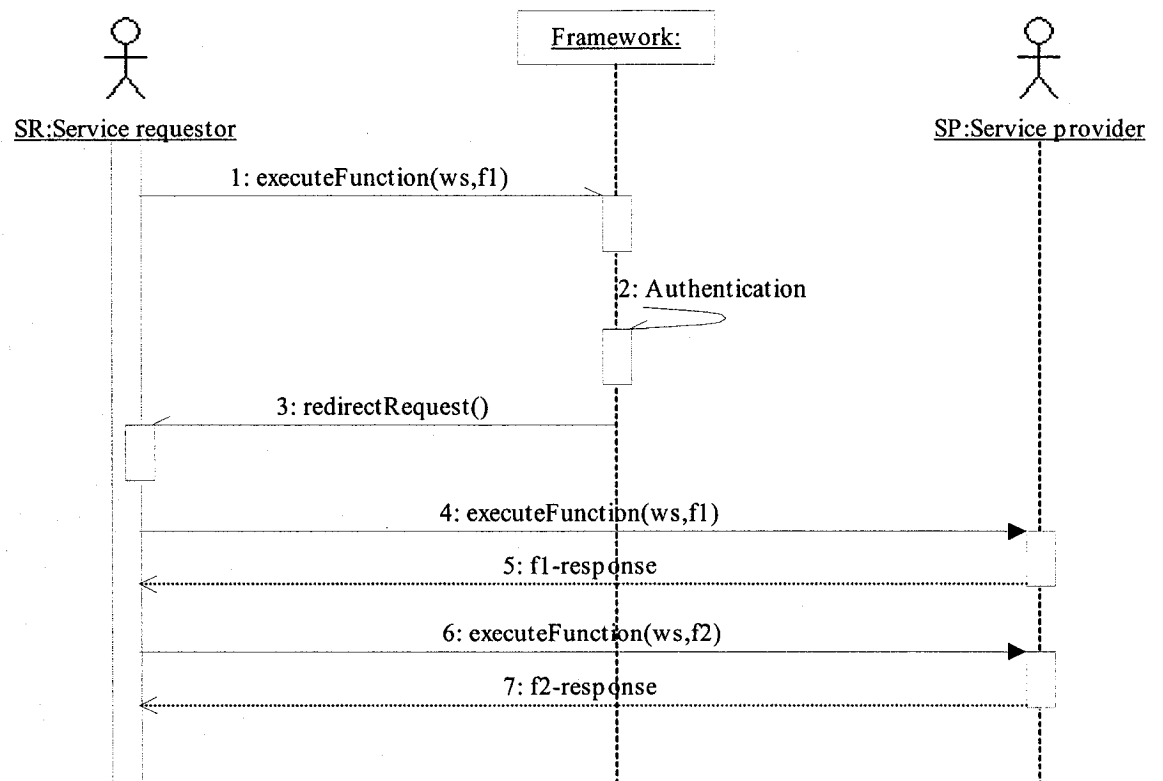 Framework:
SR:Service requestor
SP:Service provider
1: executeFunction(ws,f1)
2: Authentication
3: redirectRequest()
4: executeFunction(ws,f1)
5: f1-response
6: executeFunction(ws,f2)
7: f2-response